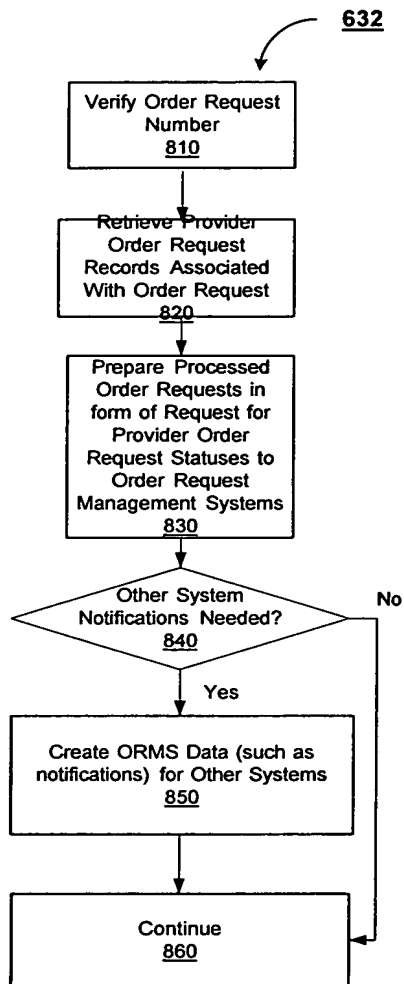 632
Verify Order Request
Number
810
Retrieve Provider
Order Request
Records Associated
With Order Request
820
Prepare Processed
Order Requests in
form of Request for
Provider Order
Request Statuses to
Order Request
Management Systems
830
Other System
Notifications Needed?
840
No
Yes
Create ORMS Data (such as
notifications) for Other Systems
850
Continue
860